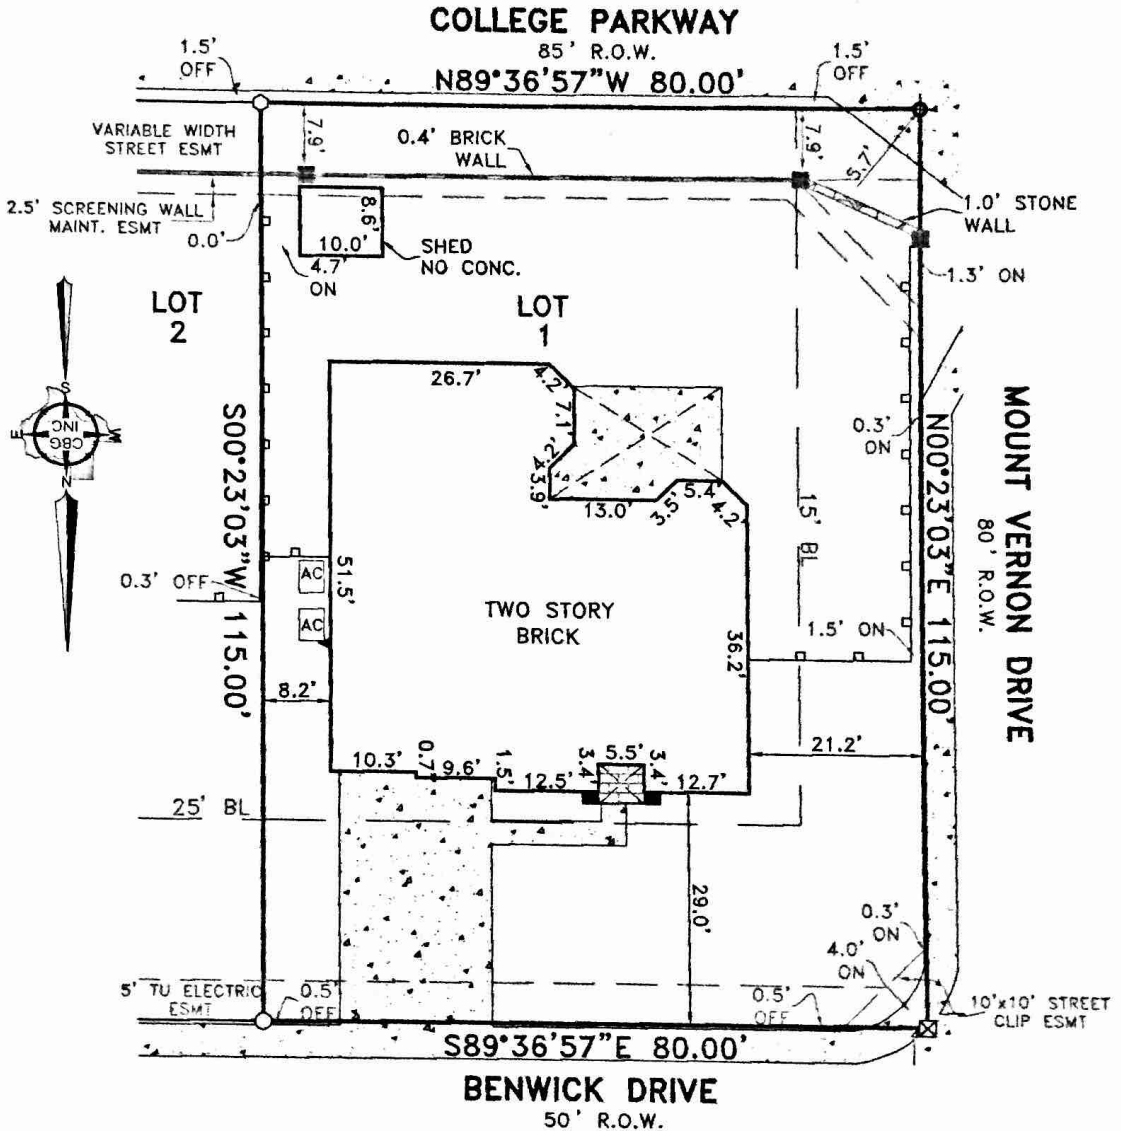 COLLEGE PARKWAY
85' R.O.W.
N89°36'57"W 80.00'
1.5'
OFF
1.5'
OFF
VARIABLE WIDTH
STREET ESMT
7.9'
0.4' BRICK
WALL
7.9'
5.7'
2.5' SCREENING WALL
MAINT. ESMT
0.0'
8.6'
10.0'
SHED
NO CONC.
4.7'
ON
1.0' STONE
WALL
1.3' ON
LOT
2
LOT
1
S
E
W
CBG
INC
N
26.7'
4.2'
7.1'
4.2'
3.9'
13.0'
3.5'
5.4'
4.2'
0.3'
ON
S00°23'03"W 115.00'
N00°23'03"E 115.00'
MOUNT VERNON DRIVE
80' R.O.W.
15' BL
0.3' OFF
AC
AC
51.5'
TWO STORY
BRICK
36.2'
1.5' ON
8.2'
21.2'
10.3'
0.7'
9.6'
1.5'
12.5'
3.4'
5.5'
3.4'
12.7'
25' BL
29.0'
0.3'
ON
4.0'
ON
5' TU ELECTRIC
ESMT
0.5'
OFF
0.5'
OFF
10'x10' STREET
CLIP ESMT
S89°36'57"E 80.00'
BENWICK DRIVE
50' R.O.W.